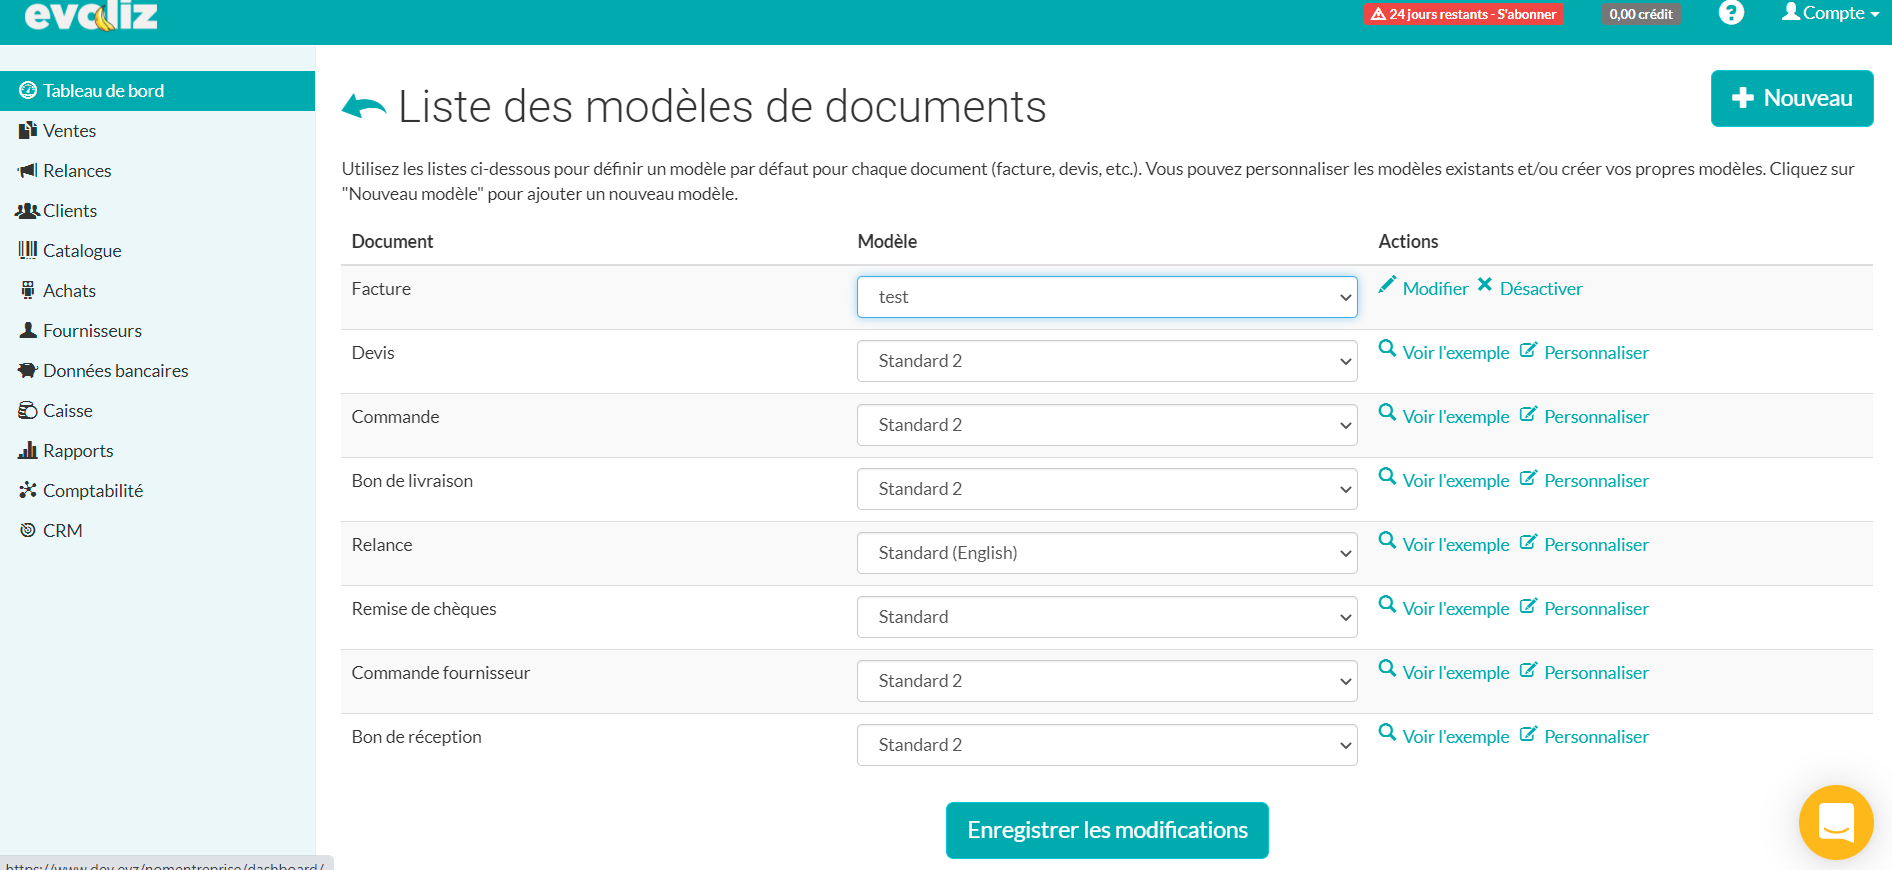 evoliz
24 jours restants - S'abonner
0,00 crédit
?
Compte
Tableau de bord
Ventes
Relances
Clients
Catalogue
Achats
Fournisseurs
Données bancaires
Caisse
Rapports
Comptabilité
CRM
Liste des modèles de documents
Nouveau
Utilisez les listes ci-dessous pour définir un modèle par défaut pour chaque document (facture, devis, etc.). Vous pouvez personnaliser les modèles existants et/ou créer vos propres modèles. Cliquez sur
"Nouveau modèle" pour ajouter un nouveau modèle.
Document Modèle Actions
Facture test Modifier Désactiver
Devis Standard 2 Voir l'exemple Personnaliser
Commande Standard 2 Voir l'exemple Personnaliser
Bon de livraison Standard 2 Voir l'exemple Personnaliser
Relance Standard (English) Voir l'exemple Personnaliser
Remise de chèques Standard Voir l'exemple Personnaliser
Commande fournisseur Standard 2 Voir l'exemple Personnaliser
Bon de réception Standard 2 Voir l'exemple Personnaliser
Enregistrer les modifications
https://www.dev.evz/nomentreprise/dashboard/